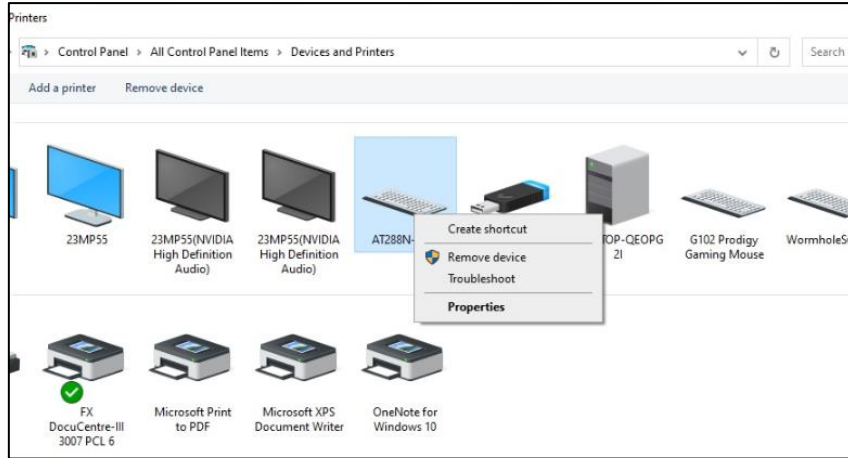 Printers
Control Panel > All Control Panel Items > Devices and Printers
Search
Add a printer Remove device
23MP55
23MP55(NVIDIA
High Definition
Audio)
23MP55(NVIDIA
High Definition
Audio)
AT288N-
TOP-QEOPG
2I
G102 Prodigy
Gaming Mouse
WormholeS
Create shortcut
Remove device
Troubleshoot
Properties
FX
DocuCentre-III
3007 PCL 6
Microsoft Print
to PDF
Microsoft XPS
Document Writer
OneNote for
Windows 10